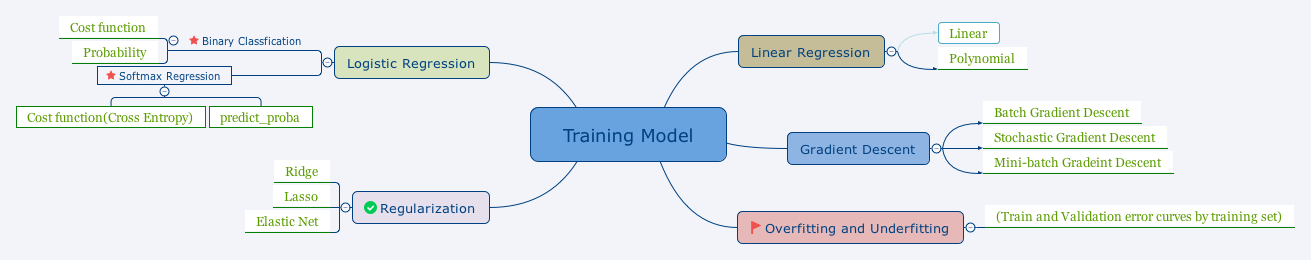 Training Model
Linear Regression
Linear
Polynomial
Gradient Descent
Batch Gradient Descent
Stochastic Gradient Descent
Mini-batch Gradeint Descent
Overfitting and Underfitting
(Train and Validation error curves by training set)
Logistic Regression
Binary Classfication
Cost function
Probability
Softmax Regression
Cost function(Cross Entropy)
predict_proba
Regularization
Ridge
Lasso
Elastic Net